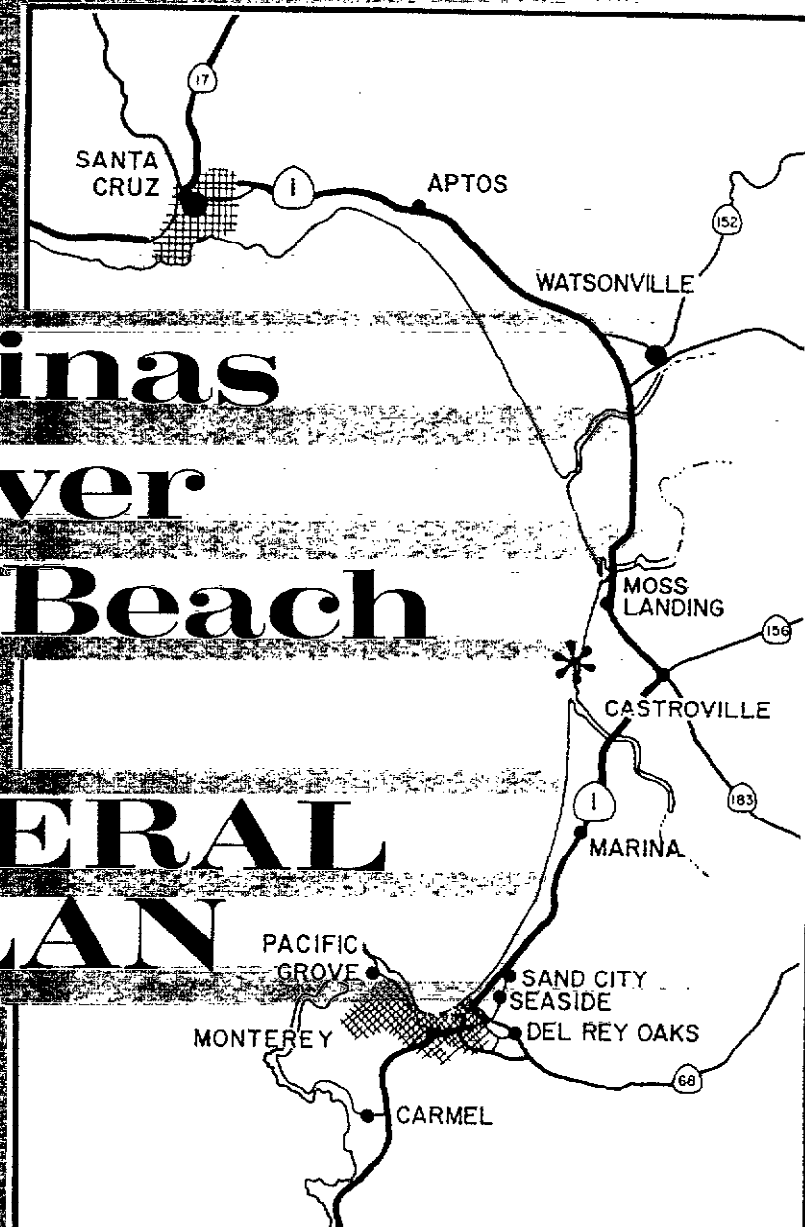 17
SANTA
CRUZ
1
APTOS
152
WATSONVILLE
inas
ver
Beach
MOSS
LANDING
156
CASTROVILLE
ERAL
1
183
MARINA
LAN
PACIFIC
GROVE
SAND CITY
SEASIDE
MONTEREY
DEL REY OAKS
68
CARMEL